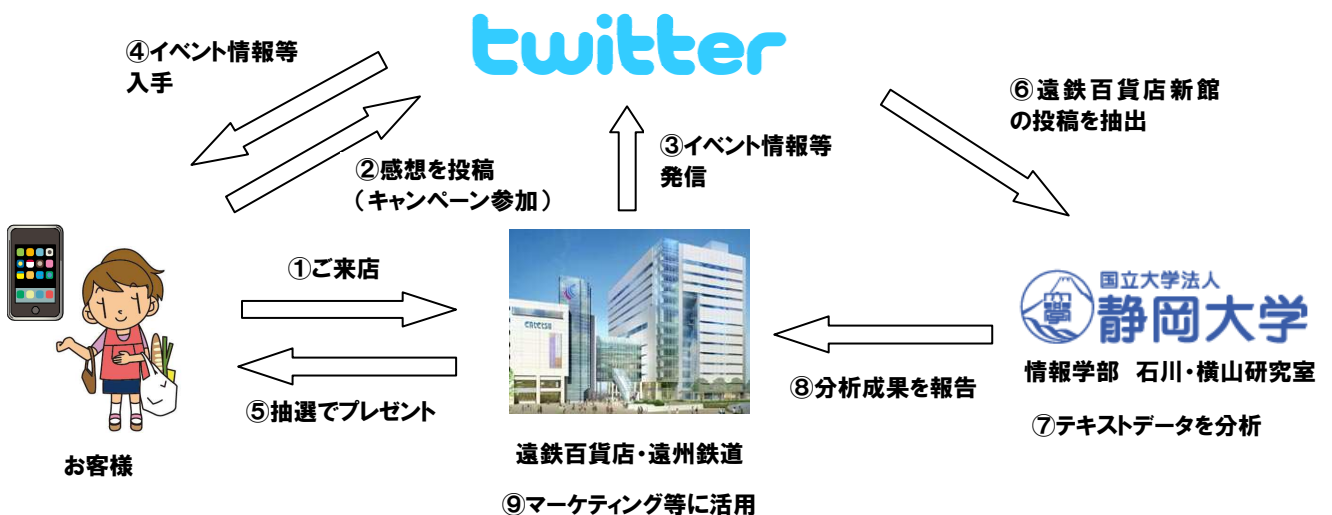 twitter
④イベント情報等
入手
⑥遠鉄百貨店新館
の投稿を抽出
③イベント情報等
発信
②感想を投稿
（キャンペーン参加）
①ご来店
国立大学法人
静岡大学
情報学部 石川・横山研究室
⑧分析成果を報告
⑤抽選でプレゼント
⑦テキストデータを分析
遠鉄百貨店・遠州鉄道
お客様
⑨マーケティング等に活用